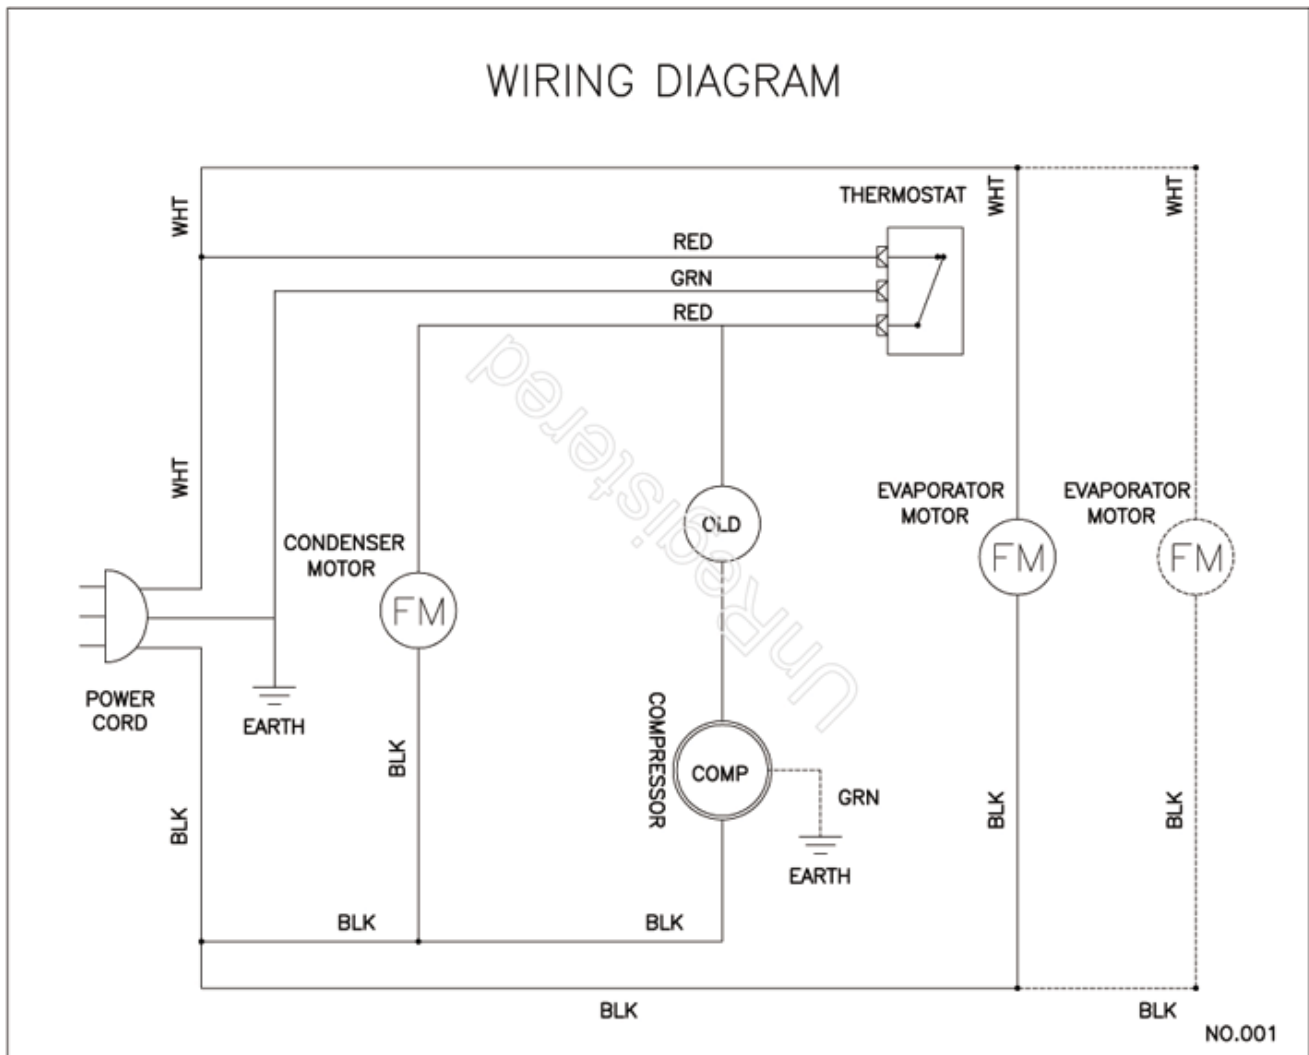 WIRING DIAGRAM
WHT
THERMOSTAT
WHT
WHT
RED
GRN
RED
WHT
UnRegistered
EVAPORATOR
MOTOR
EVAPORATOR
MOTOR
OLD
CONDENSER
MOTOR
FM
FM
FM
POWER
CORD
EARTH
COMPRESSOR
COMP
BLK
GRN
BLK
BLK
BLK
EARTH
BLK
BLK
BLK
BLK
NO.001